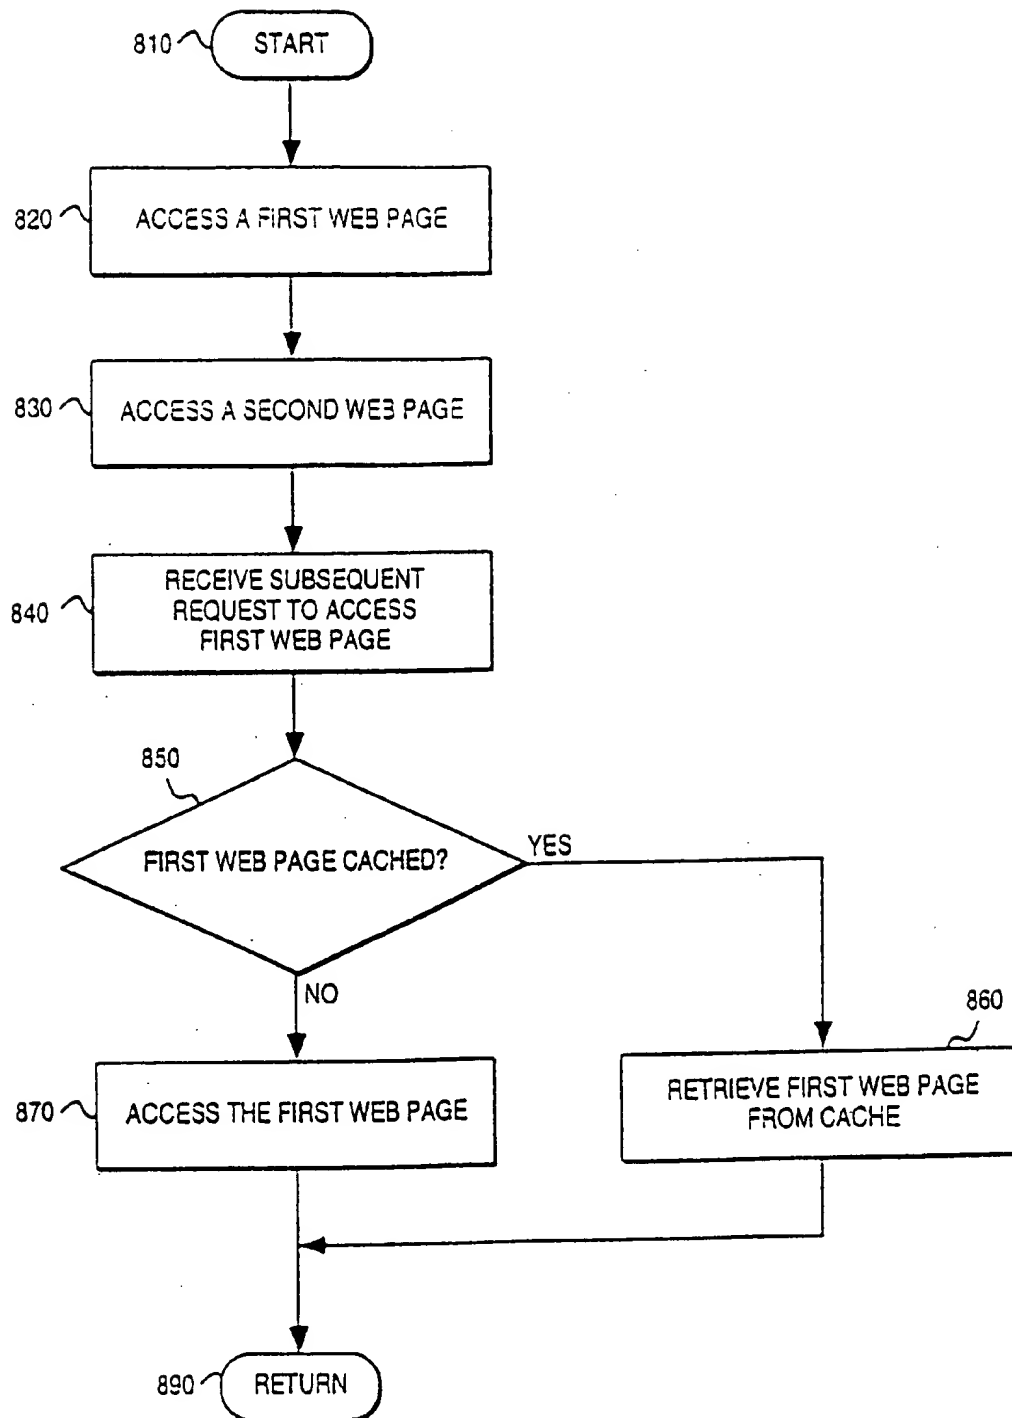 810
START
820
ACCESS A FIRST WEB PAGE
830
ACCESS A SECOND WEB PAGE
840
RECEIVE SUBSEQUENT
REQUEST TO ACCESS
FIRST WEB PAGE
850
FIRST WEB PAGE CACHED?
YES
NO
860
RETRIEVE FIRST WEB PAGE
FROM CACHE
870
ACCESS THE FIRST WEB PAGE
890
RETURN